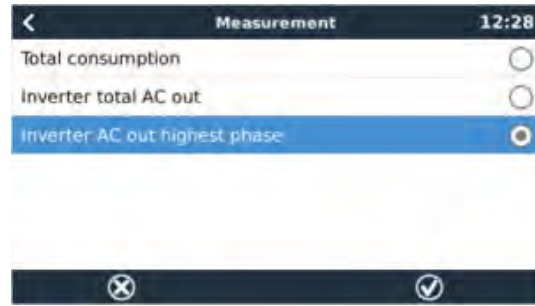 Measurement 12:28
Total consumption
Inverter total AC out
Inverter AC out highest phase